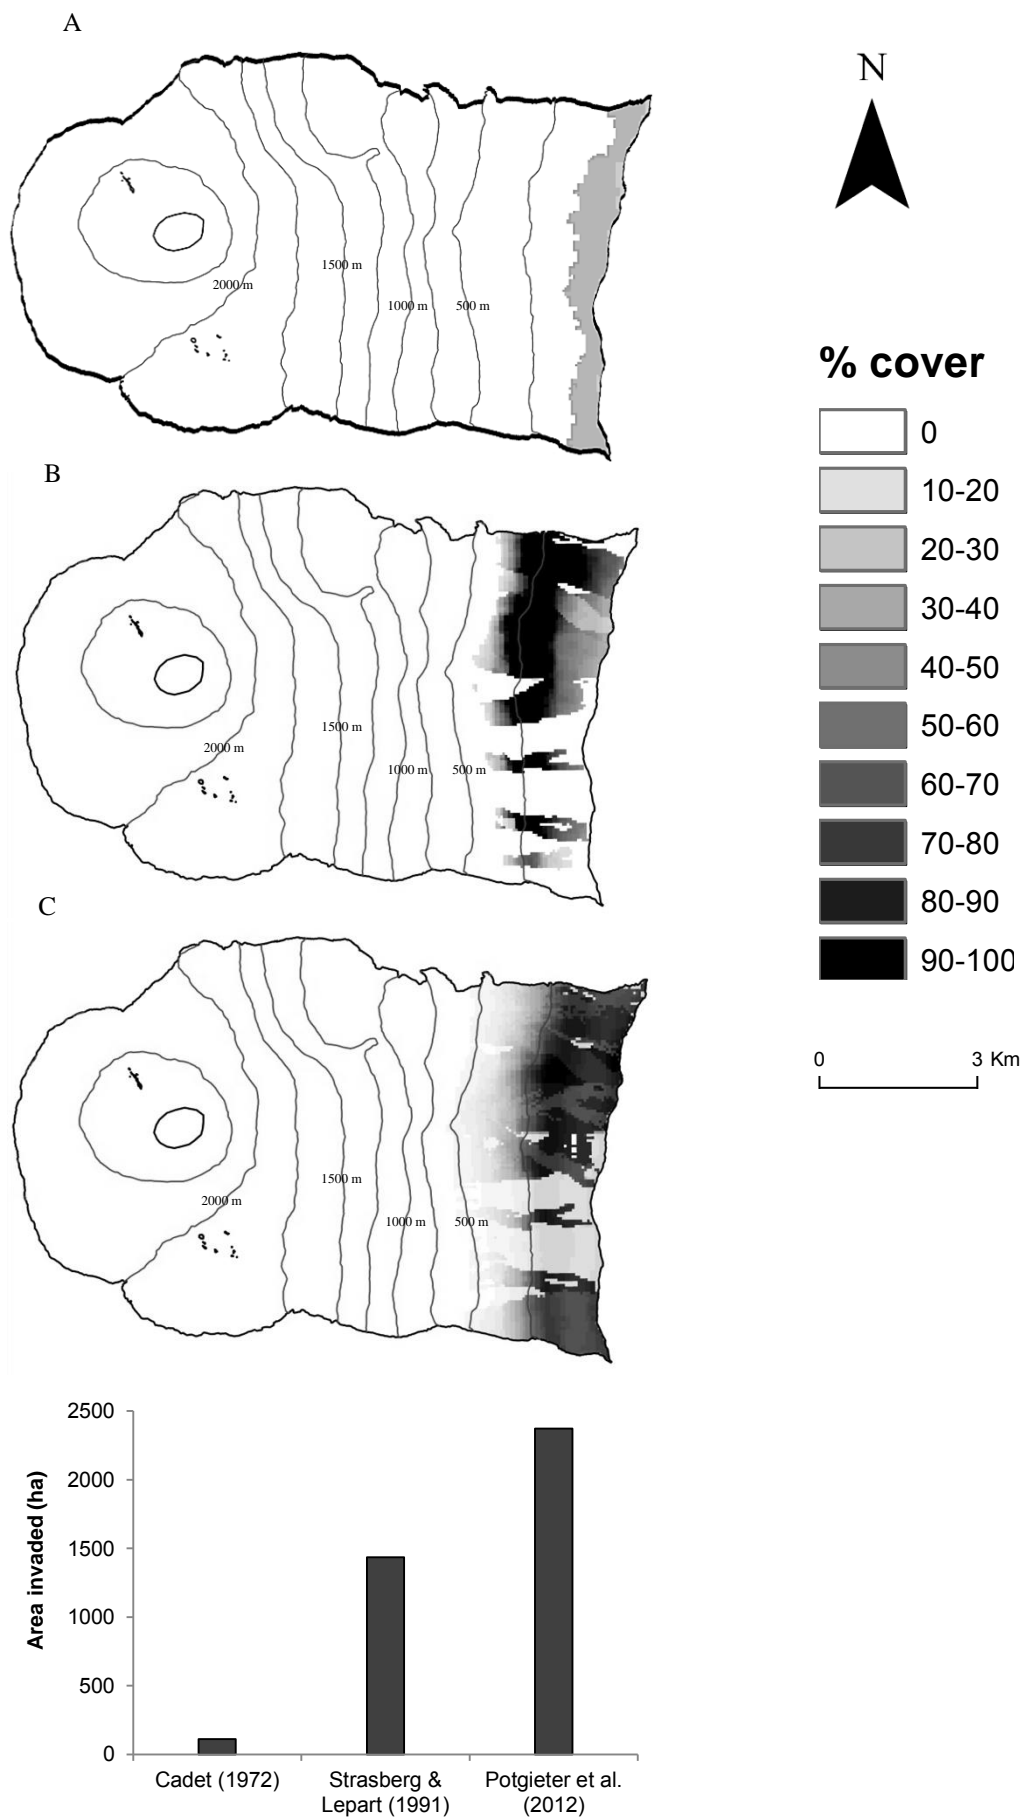 A
N
2000 m
1500 m
1000 m
500 m
% cover
0
10-20
20-30
30-40
40-50
50-60
60-70
70-80
80-90
90-100
0 3 Km
B
2000 m
1500 m
1000 m
500 m
C
2000 m
1500 m
1000 m
500 m
Area invaded (ha)
2500
2000
1500
1000
500
0
Cadet (1972)
Strasberg &
Lepart (1991)
Potgieter et al.
(2012)